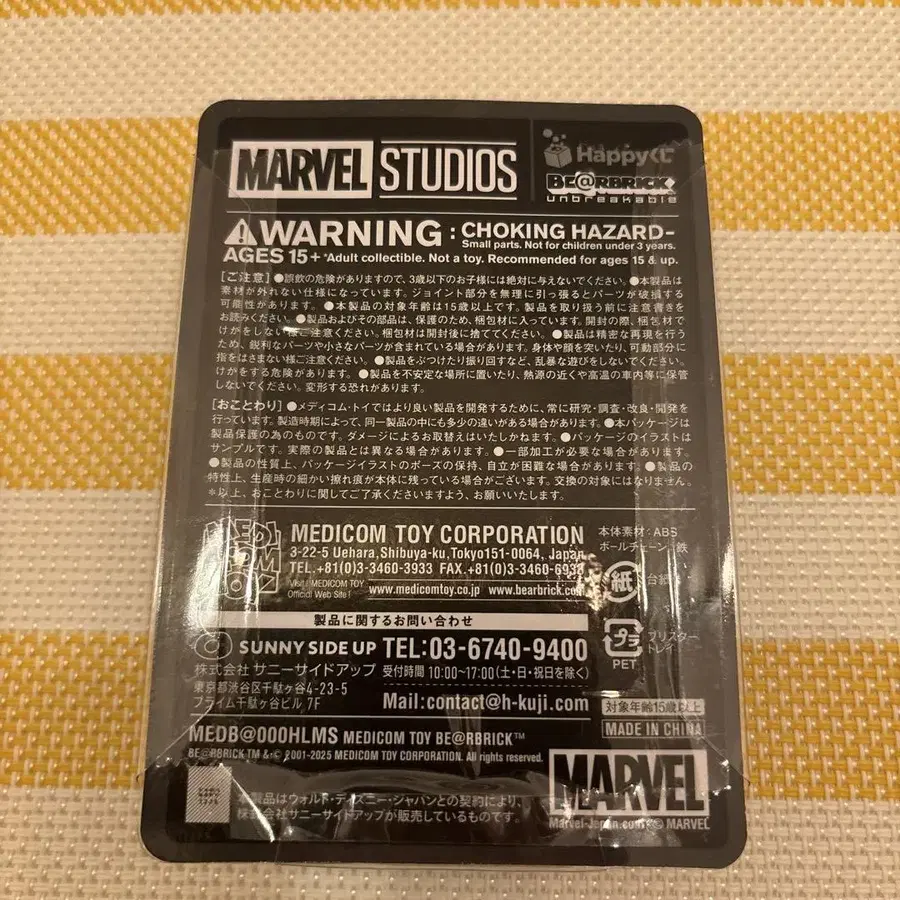 MARVEL STUDIOS
Happyくじ
BE@RBRICK
unbreakable
WARNING : CHOKING HAZARD-
Small parts. Not for children under 3 years.
AGES 15+ *Adult collectible. Not a toy. Recommended for ages 15 & up.
[ご注意] ●誤飲の危険がありますので、3歳以下のお子様には絶対に与えないでください。●本製品は
素材が外れない仕様になっています。ジョイント部分を無理に引っ張るとパーツが破損する
可能性があります。●本製品の対象年齢は15歳以上です。製品を取り扱う前に注意書きを
お読みください。●製品およびその部品は、保護のため、梱包材に入っています。開封の際、梱包材で
けがをしない様ご注意ください。梱包材は開封後に捨ててください。●製品は精密な再現を行う
ため、鋭利なパーツや小さなパーツが含まれている場合があります。身体や顔を突いたり、可動部分に
指をはさまない様ご注意ください。●製品をぶつけたり振り回すなど、乱暴な遊びをしないでください。
けがをする危険があります。●製品を不安定な場所に置いたり、熱源の近くや高温の車内等に保管
しないでください。変形する恐れがあります。
[おことわり] ●メディコム・トイではより良い製品を開発するために、常に研究・調査・改良・開発を
行っています。製造時期によって、同一製品の中にも多少の違いがある場合があります。●本パッケージは
製品保護の為のものです。ダメージによるお取替えはいたしかねます。●パッケージのイラストは
サンプルです。実際の製品とは異なる場合があります。●一部加工が必要な場合があります。
●製品の性質上、パッケージイラストのポーズの保持、自立が困難な場合があります。●製品の
特性上、生産時の細かい擦れ痕が本体に残っている場合がございます。交換の対象にはなりません。
*以上、おことわりに関してご了承くださいますよう、お願いいたします。
MEDICOM TOY
MEDICOM TOY CORPORATION
3-22-5 Uehara,Shibuya-ku,Tokyo151-0064, Japan
TEL.+81(0)3-3460-3933 FAX.+81(0)3-3460-6938
Visit ! MEDICOM TOY
Official Web Site !
www.medicomtoy.co.jp www.bearbrick.com
本体素材:ABS
ボールチェーン:鉄
紙
台紙
プラ
PET
ブリスター
トレイ
製品に関するお問い合わせ
SUNNY SIDE UP TEL:03-6740-9400
株式会社 サニーサイドアップ 受付時間 10:00~17:00(土・日・祝日を除く)
東京都渋谷区千駄ヶ谷4-23-5
プライム千駄ヶ谷ビル 7F
Mail:contact@h-kuji.com
対象年齢15歳以上
MADE IN CHINA
MEDB@000HLMS MEDICOM TOY BE@RBRICK™
BE@RBRICK TM & © 2001-2025 MEDICOM TOY CORPORATION. All rights reserved.
本製品はウォルト・ディズニー・ジャパンとの契約により、
株式会社サニーサイドアップが販売しているものです。
MARVEL
Marvel-Japan.com © MARVEL